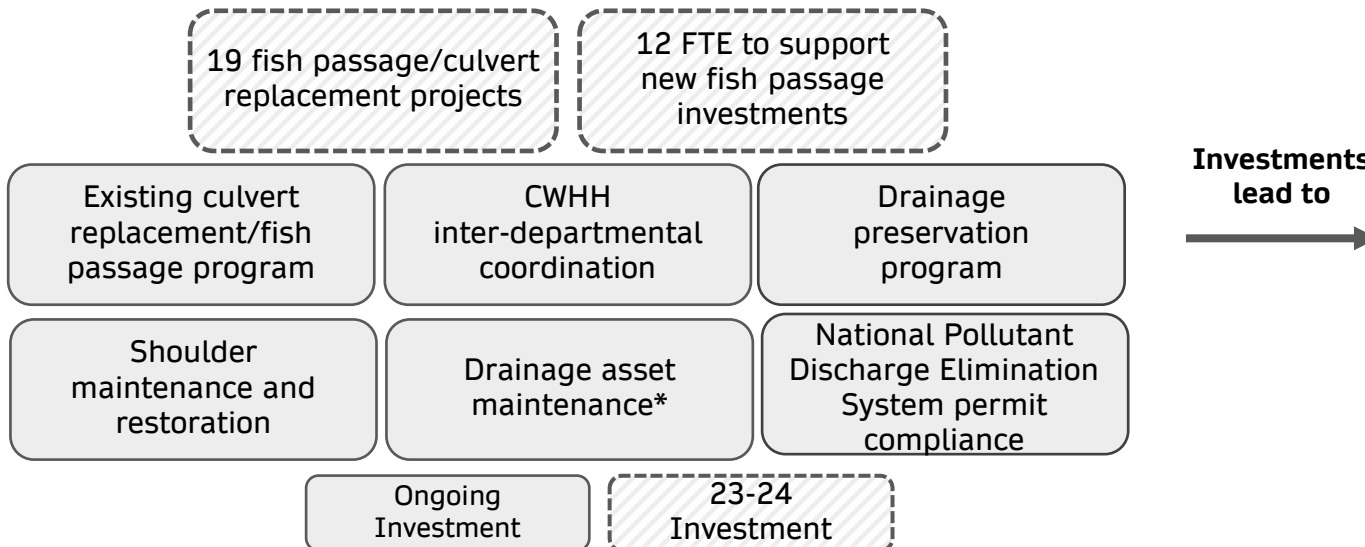 19 fish passage/culvert
replacement projects
12 FTE to support
new fish passage
investments
Existing culvert
replacement/fish
passage program
CWHH
inter-departmental
coordination
Drainage
preservation
program
Investments
lead to
Shoulder
maintenance and
restoration
Drainage asset
maintenance*
National Pollutant
Discharge Elimination
System permit
compliance
Ongoing
Investment
23-24
Investment